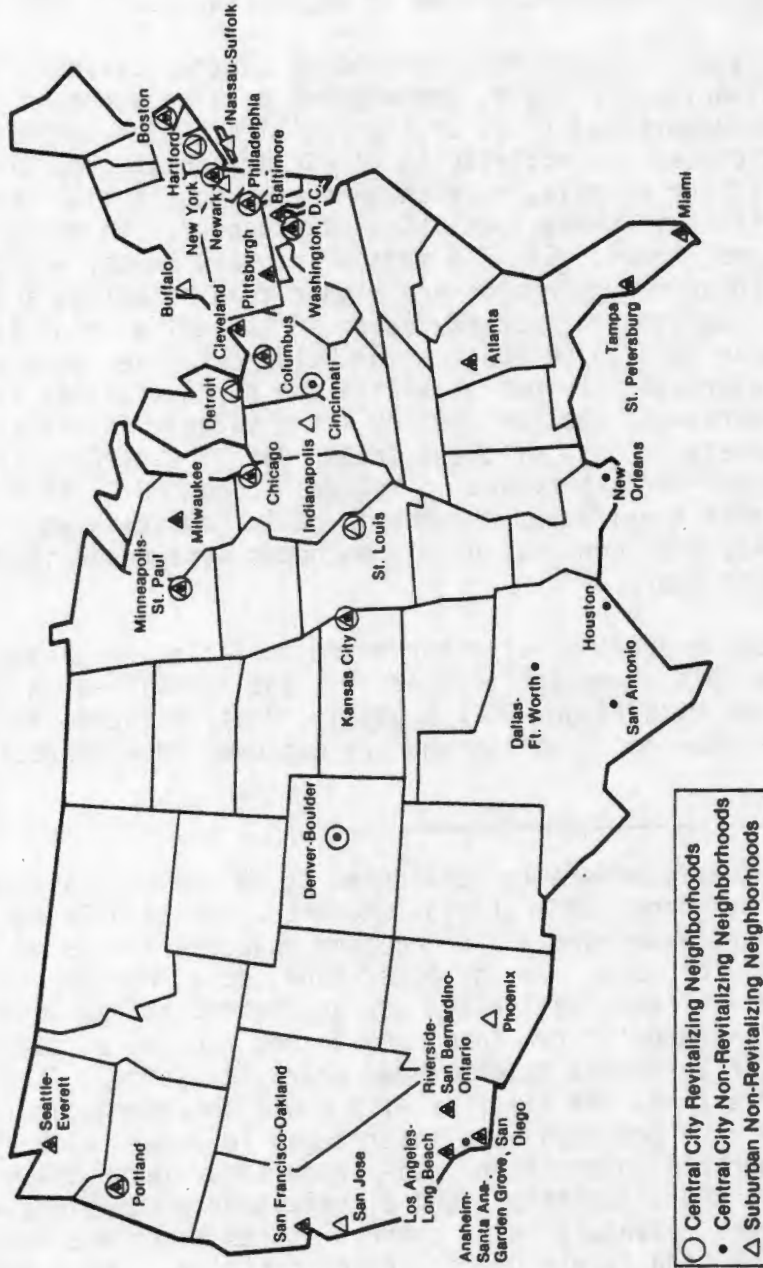 Seattle-
Everett
Portland
San Francisco-Oakland
San Jose
Los Angeles-
Long Beach
Anaheim-
Santa Ana-
Garden Grove, San
Diego
Riverside-
San Bernardino-
Ontario
Phoenix
Denver-Boulder
Dallas-
Ft. Worth
San Antonio
Houston
New
Orleans
Kansas City
St. Louis
Minneapolis-
St. Paul
Milwaukee
Chicago
Indianapolis
Cincinnati
Columbus
Detroit
Cleveland
Pittsburgh
Buffalo
Boston
Hartford
New York
Newark
Nassau-Suffolk
Philadelphia
Baltimore
Washington, D.C.
Atlanta
Tampa
St. Petersburg
Miami
○ Central City Revitalizing Neighborhoods
• Central City Non-Revitalizing Neighborhoods
△ Suburban Non-Revitalizing Neighborhoods